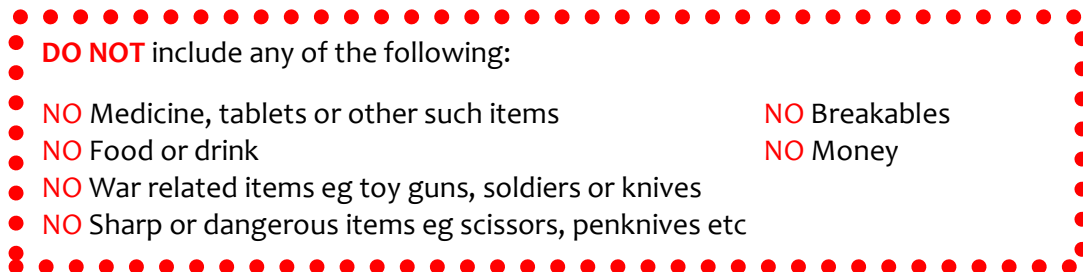 DO NOT include any of the following:
NO Medicine, tablets or other such items NO Breakables
NO Food or drink NO Money
NO War related items eg toy guns, soldiers or knives
NO Sharp or dangerous items eg scissors, penknives etc